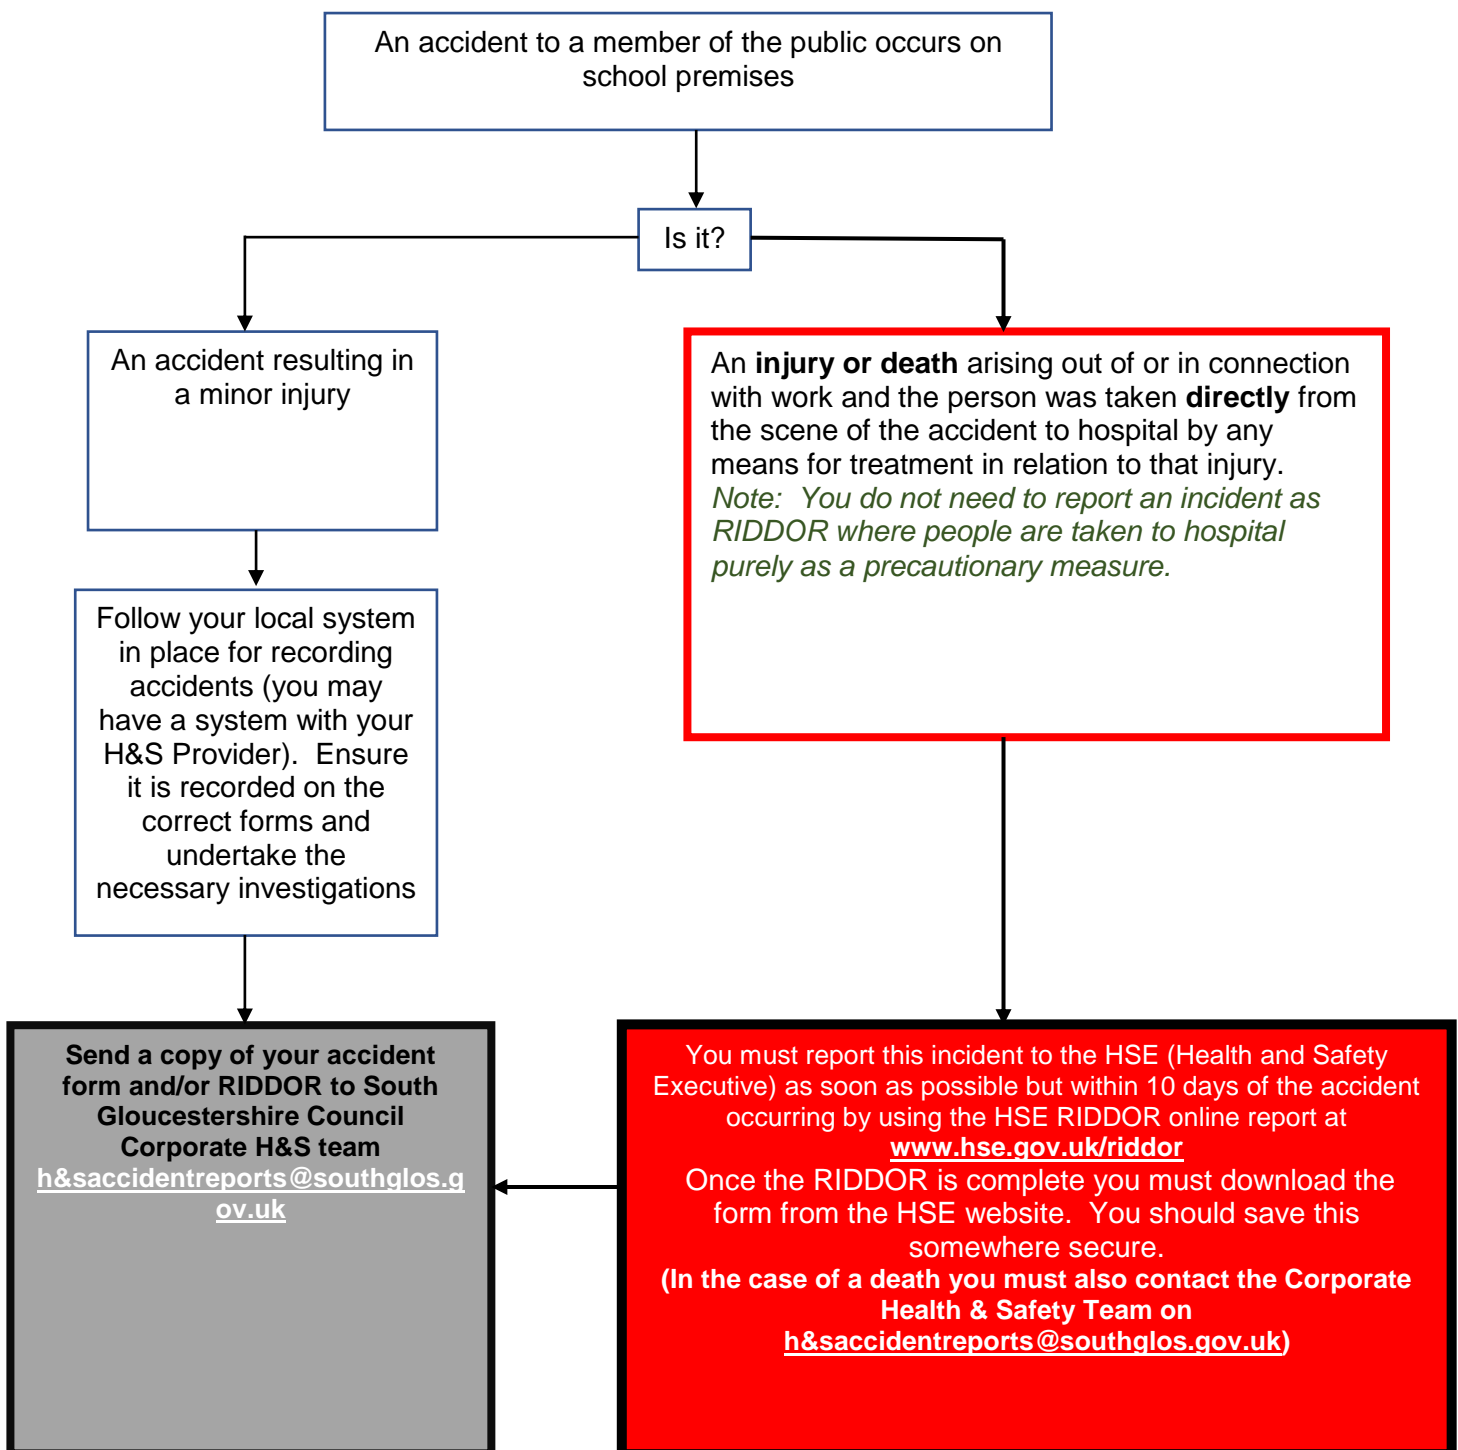 An accident to a member of the public occurs on
school premises
Is it?
An accident resulting in
a minor injury
An injury or death arising out of or in connection
with work and the person was taken directly from
the scene of the accident to hospital by any
means for treatment in relation to that injury.
Note:  You do not need to report an incident as
RIDDOR where people are taken to hospital
purely as a precautionary measure.
Follow your local system
in place for recording
accidents (you may
have a system with your
H&S Provider).  Ensure
it is recorded on the
correct forms and
undertake the
necessary investigations
Send a copy of your accident
form and/or RIDDOR to South
Gloucestershire Council
Corporate H&S team
h&saccidentreports@southglos.g
ov.uk
You must report this incident to the HSE (Health and Safety
Executive) as soon as possible but within 10 days of the accident
occurring by using the HSE RIDDOR online report at
www.hse.gov.uk/riddor
Once the RIDDOR is complete you must download the
form from the HSE website.  You should save this
somewhere secure.
(In the case of a death you must also contact the Corporate
Health & Safety Team on
h&saccidentreports@southglos.gov.uk)